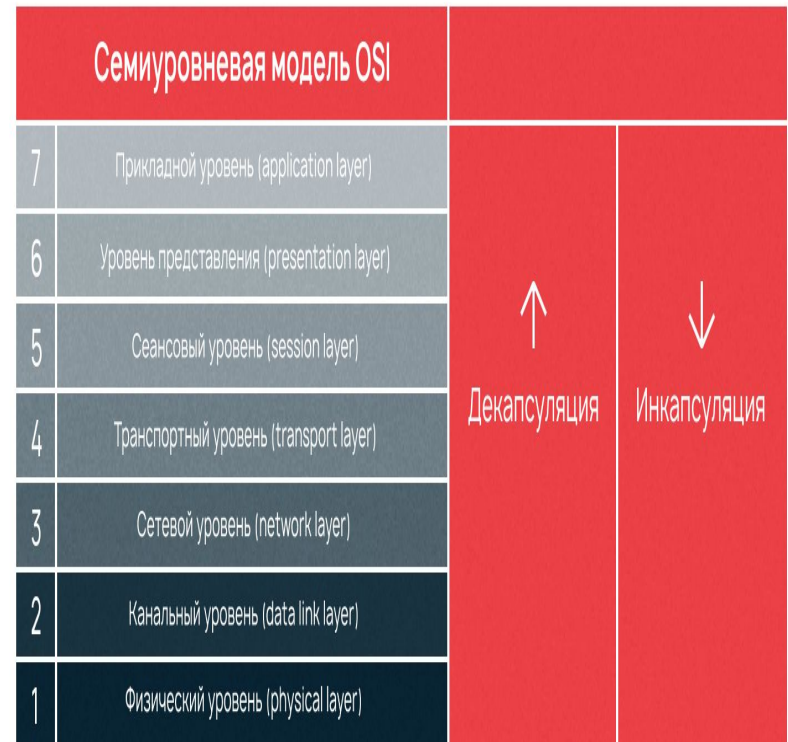 Семиуровневая модель OSI
7 Прикладной уровень (application layer)
6 Уровень представления (presentation layer)
5 Сеансовый уровень (session layer)
4 Транспортный уровень (transport layer)
3 Сетевой уровень (network layer)
2 Канальный уровень (data link layer)
1 Физический уровень (physical layer)
Декапсуляция
Инкапсуляция